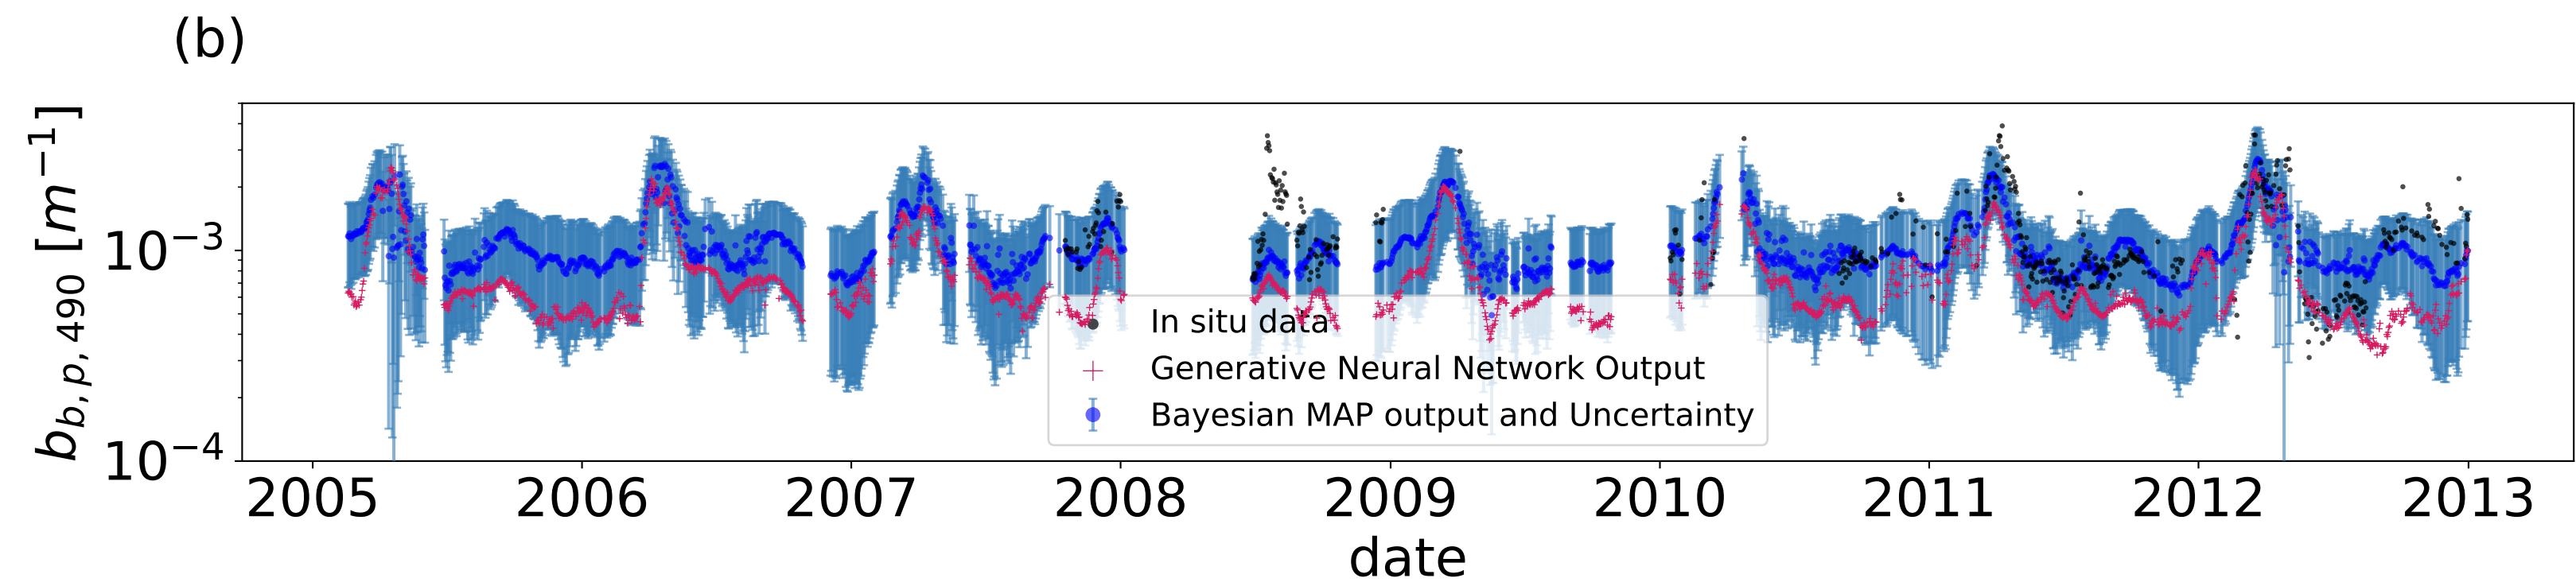 (b)
b_{b,p,490} [m^{-1}]
10^{-3}
10^{-4}
In situ data
Generative Neural Network Output
Bayesian MAP output and Uncertainty
2005 2006 2007 2008 2009 2010 2011 2012 2013
date